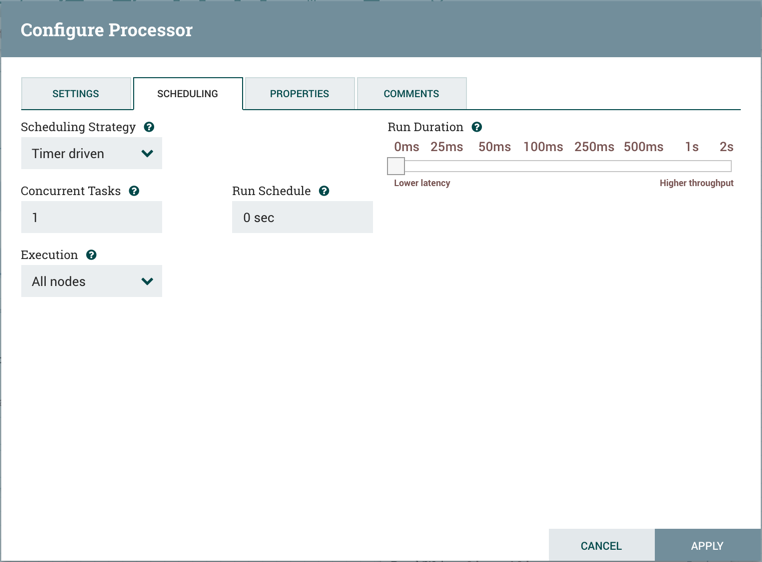 Configure Processor
SETTINGS
SCHEDULING
PROPERTIES
COMMENTS
Scheduling Strategy
Timer driven
Run Duration
0ms 25ms 50ms 100ms 250ms 500ms 1s 2s
Lower latency
Higher throughput
Concurrent Tasks
1
Run Schedule
0 sec
Execution
All nodes
CANCEL
APPLY